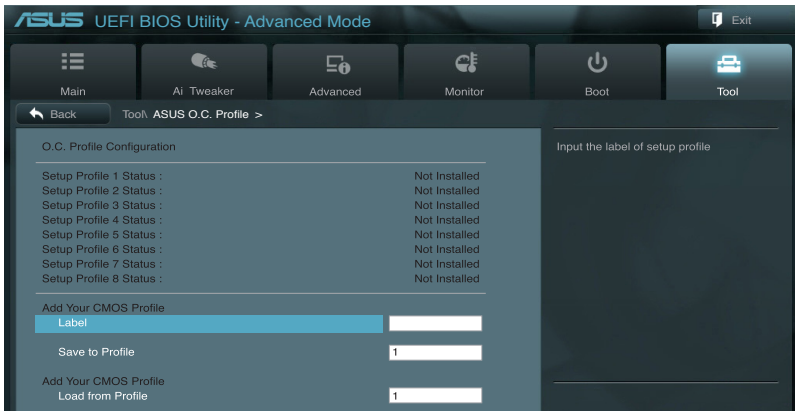 ASUS UEFI BIOS Utility - Advanced Mode
Exit
Main
Ai Tweaker
Advanced
Monitor
Boot
Tool
Back
Tool\ ASUS O.C. Profile >
O.C. Profile Configuration
Input the label of setup profile
Setup Profile 1 Status : Not Installed
Setup Profile 2 Status : Not Installed
Setup Profile 3 Status : Not Installed
Setup Profile 4 Status : Not Installed
Setup Profile 5 Status : Not Installed
Setup Profile 6 Status : Not Installed
Setup Profile 7 Status : Not Installed
Setup Profile 8 Status : Not Installed
Add Your CMOS Profile
Label
Save to Profile 1
Add Your CMOS Profile
Load from Profile 1